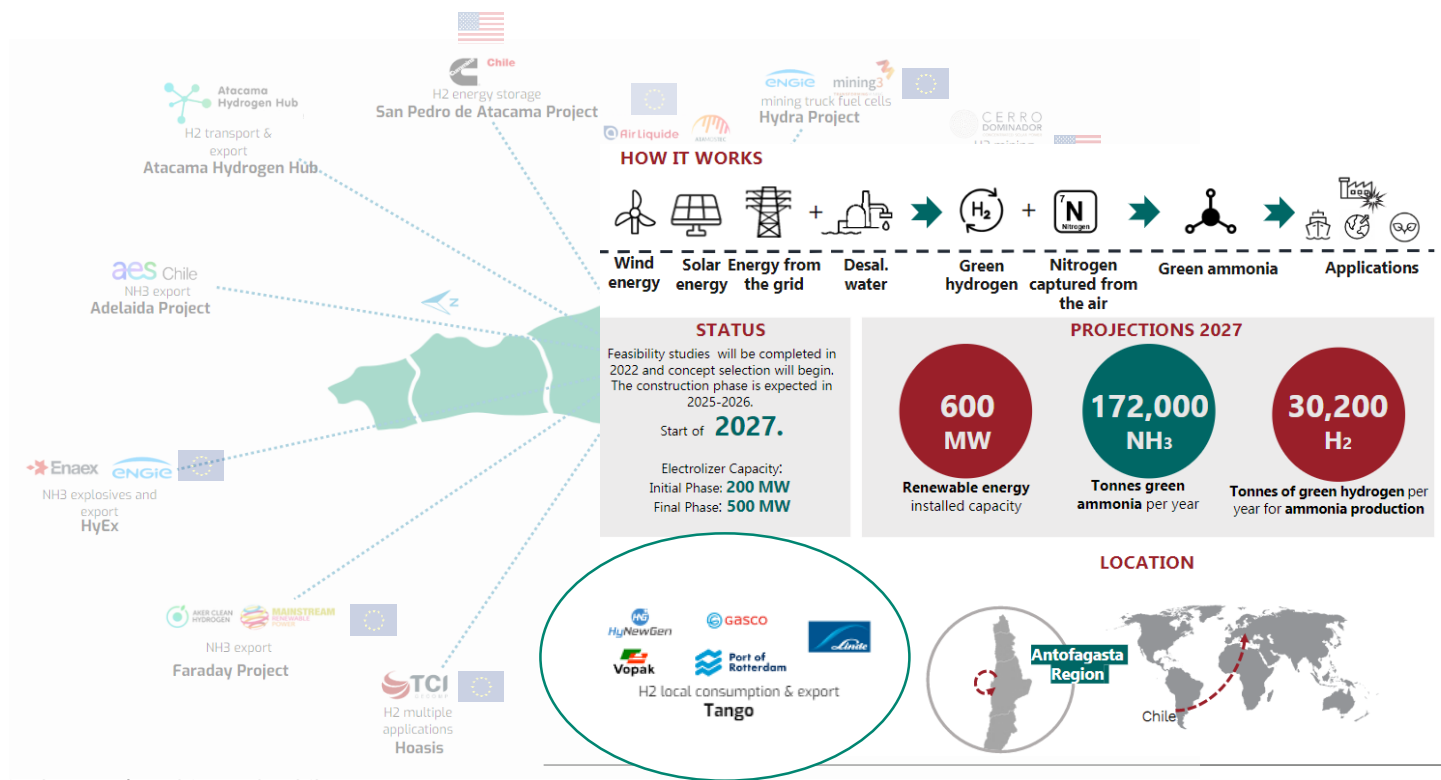 Chile
H2 energy storage
San Pedro de Atacama Project
Atacama
Hydrogen Hub
H2 transport &
export
Atacama Hydrogen Hub
Air Liquide
ENGIE
mining3
mining truck fuel cells
Hydra Project
CERRO
DOMINADOR
aes Chile
NH3 export
Adelaida Project
Z
Enaex
ENGIE
NH3 explosives and
export
HyEx
AKER CLEAN
HYDROGEN
MAINSTREAM
RENEWABLE
POWER
NH3 export
Faraday Project
TCI
GECOMP
H2 multiple
applications
Hoasis
HOW IT WORKS
+
H2
+
7
N
Nitrogen
Wind
energy
Solar
energy
Energy from
the grid
Desal.
water
Green
hydrogen
Nitrogen
captured from
the air
Green ammonia
Applications
STATUS
Feasibility studies will be completed in
2022 and concept selection will begin.
The construction phase is expected in
2025-2026.
Start of 2027.
Electrolizer Capacity:
Initial Phase: 200 MW
Final Phase: 500 MW
PROJECTIONS 2027
600
MW
Renewable energy
installed capacity
172,000
NH3
Tonnes green
ammonia per year
30,200
H2
Tonnes of green hydrogen per
year for ammonia production
HNG
HyNewGen
GASCO
Linde
Vopak
Port of
Rotterdam
H2 local consumption & export
Tango
LOCATION
Antofagasta
Region
Chile